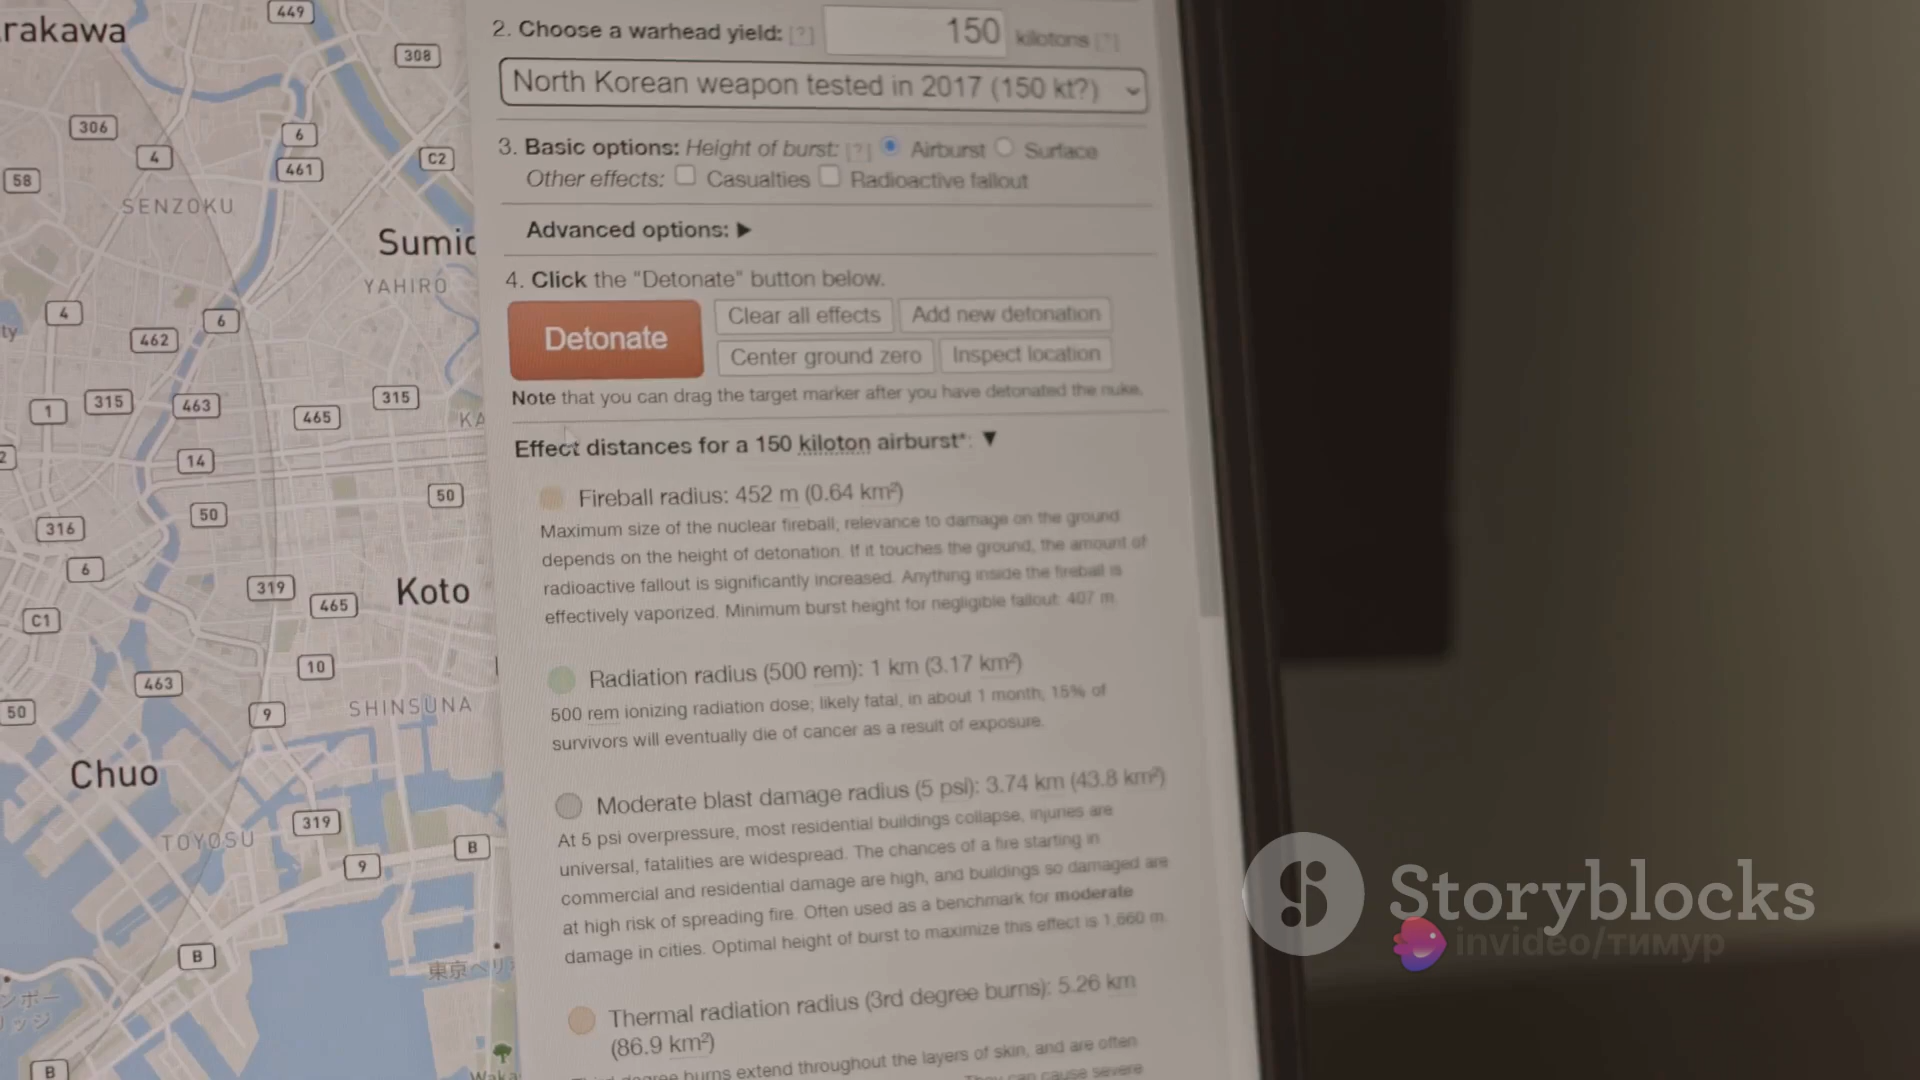 rakawa
449
308
306
4
6
C2
461
58
SENZOKU
Sumic
YAHIRO
4
ty
6
462
315
1
315
463
465
KA
2
14
50
50
316
6
319
465
Koto
C1
10
463
50
9
SHINSUNA
Chuo
319
TOYOSU
B
9
B
東京ヘリ
B
2. Choose a warhead yield: [?] 150 kilotons [?]
North Korean weapon tested in 2017 (150 kt?)
3. Basic options: Height of burst: [?] Airburst Surface
Other effects: Casualties Radioactive fallout
Advanced options: ▶
4. Click the "Detonate" button below.
Detonate
Clear all effects
Add new detonation
Center ground zero
Inspect location
Note that you can drag the target marker after you have detonated the nuke.
Effect distances for a 150 kiloton airburst*: ▼
Fireball radius: 452 m (0.64 km²)
Maximum size of the nuclear fireball; relevance to damage on the ground
depends on the height of detonation. If it touches the ground, the amount of
radioactive fallout is significantly increased. Anything inside the fireball is
effectively vaporized. Minimum burst height for negligible fallout: 407 m.
Radiation radius (500 rem): 1 km (3.17 km²)
500 rem ionizing radiation dose; likely fatal, in about 1 month; 15% of
survivors will eventually die of cancer as a result of exposure.
Moderate blast damage radius (5 psi): 3.74 km (43.8 km²)
At 5 psi overpressure, most residential buildings collapse, injuries are
universal, fatalities are widespread. The chances of a fire starting in
commercial and residential damage are high, and buildings so damaged are
at high risk of spreading fire. Often used as a benchmark for moderate
damage in cities. Optimal height of burst to maximize this effect is 1,660 m.
Thermal radiation radius (3rd degree burns): 5.26 km
(86.9 km²)
Third degree burns extend throughout the layers of skin, and are often
They can cause severe
Storyblocks
invideo/тимур